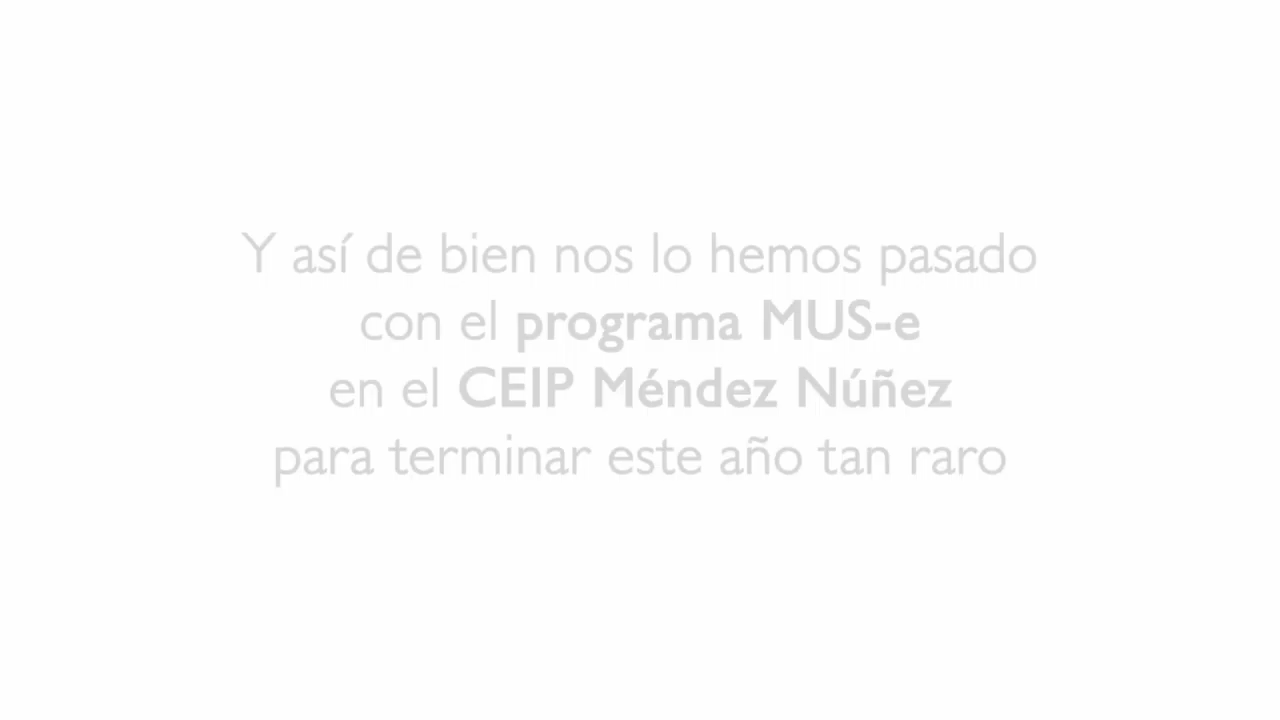 Y así de bien nos lo hemos pasado
con el programa MUS-e
en el CEIP Méndez Núñez
para terminar este año tan raro